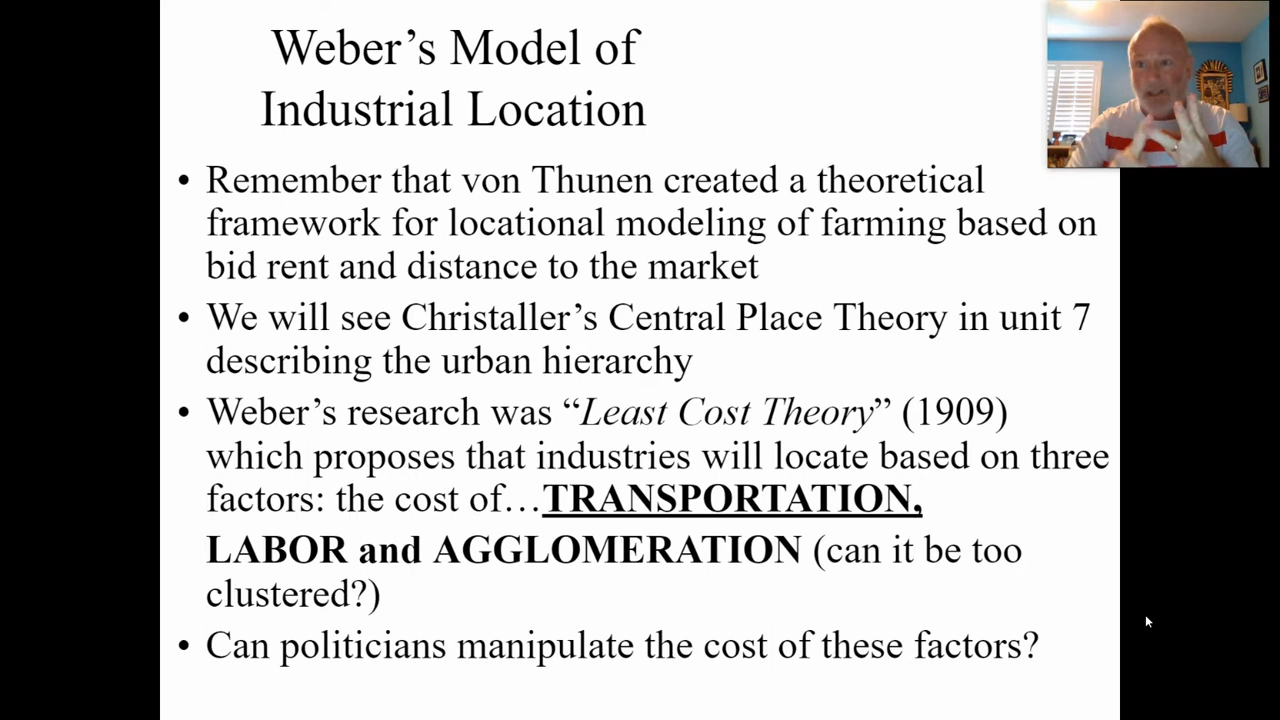 Weber’s Model of
Industrial Location
• Remember that von Thunen created a theoretical
framework for locational modeling of farming based on
bid rent and distance to the market
• We will see Christaller’s Central Place Theory in unit 7
describing the urban hierarchy
• Weber’s research was “Least Cost Theory” (1909)
which proposes that industries will locate based on three
factors: the cost of…TRANSPORTATION,
LABOR and AGGLOMERATION (can it be too
clustered?)
• Can politicians manipulate the cost of these factors?